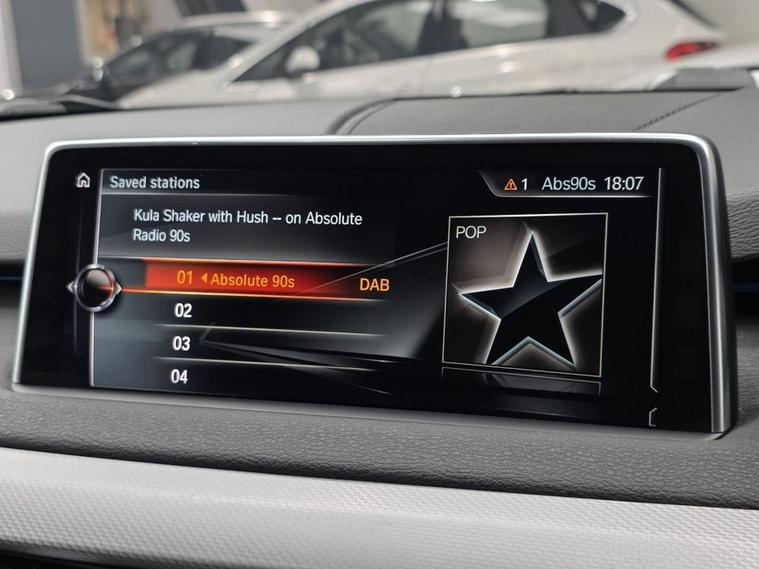 Saved stations
1 Abs90s 18:07
Kula Shaker with Hush -- on Absolute
Radio 90s
POP
01 Absolute 90s DAB
02
03
04